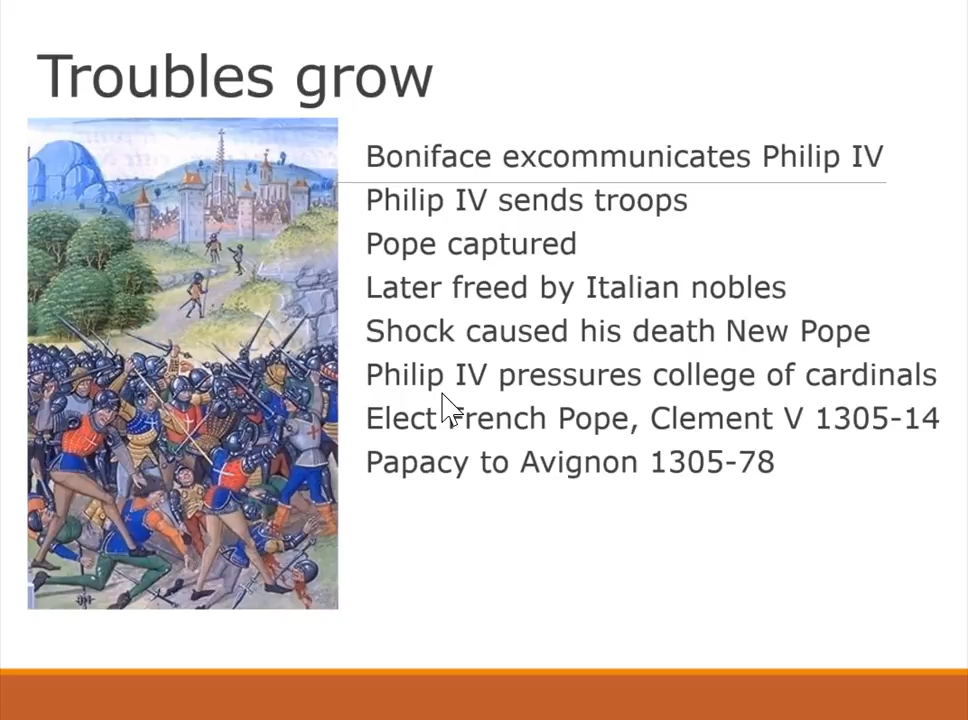 Troubles grow
Boniface excommunicates Philip IV
Philip IV sends troops
Pope captured
Later freed by Italian nobles
Shock caused his death New Pope
Philip IV pressures college of cardinals
Elect French Pope, Clement V 1305-14
Papacy to Avignon 1305-78